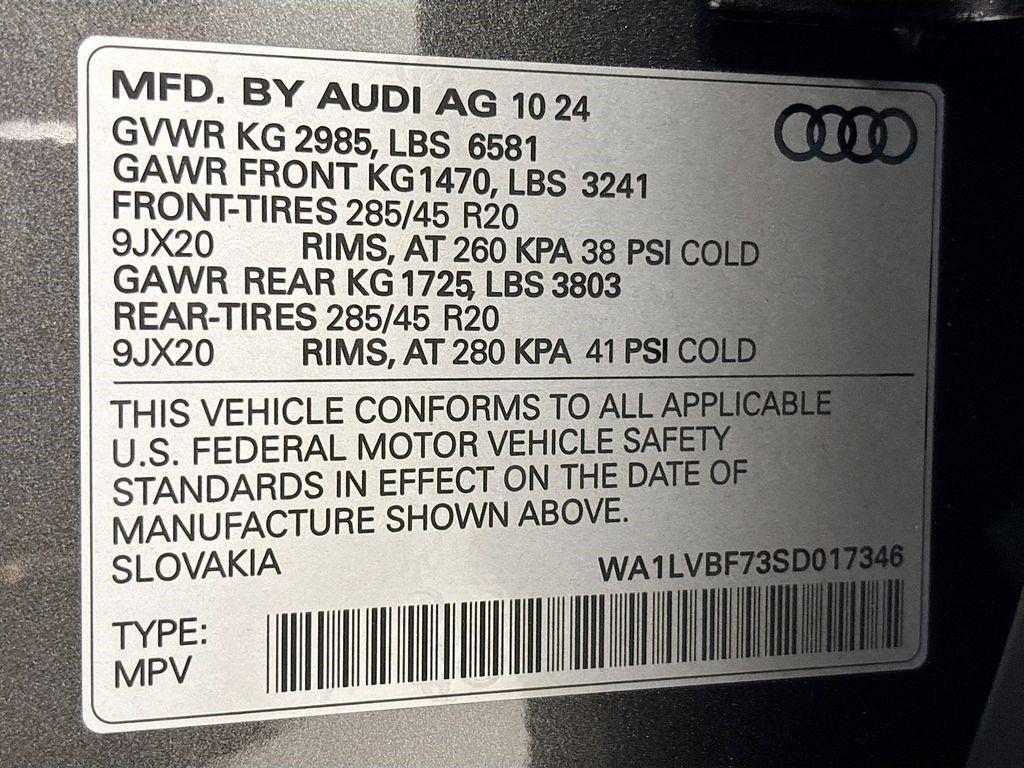 MFD. BY AUDI AG 10 24
GVWR KG 2985, LBS 6581
GAWR FRONT KG1470, LBS 3241
FRONT-TIRES 285/45 R20
9JX20 RIMS, AT 260 KPA 38 PSI COLD
GAWR REAR KG 1725, LBS 3803
REAR-TIRES 285/45 R20
9JX20 RIMS, AT 280 KPA 41 PSI COLD
THIS VEHICLE CONFORMS TO ALL APPLICABLE
U.S. FEDERAL MOTOR VEHICLE SAFETY
STANDARDS IN EFFECT ON THE DATE OF
MANUFACTURE SHOWN ABOVE.
SLOVAKIA WA1LVBF73SD017346
TYPE:
MPV